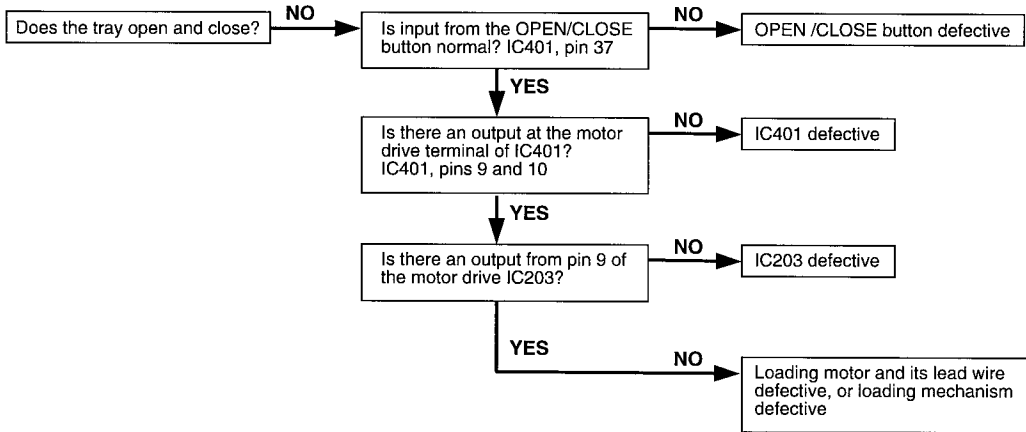 Does the tray open and close?
NO
Is input from the OPEN/CLOSE
button normal? IC401, pin 37
NO
OPEN /CLOSE button defective
YES
Is there an output at the motor
drive terminal of IC401?
IC401, pins 9 and 10
NO
IC401 defective
YES
Is there an output from pin 9 of
the motor drive IC203?
NO
IC203 defective
YES
NO
Loading motor and its lead wire
defective, or loading mechanism
defective